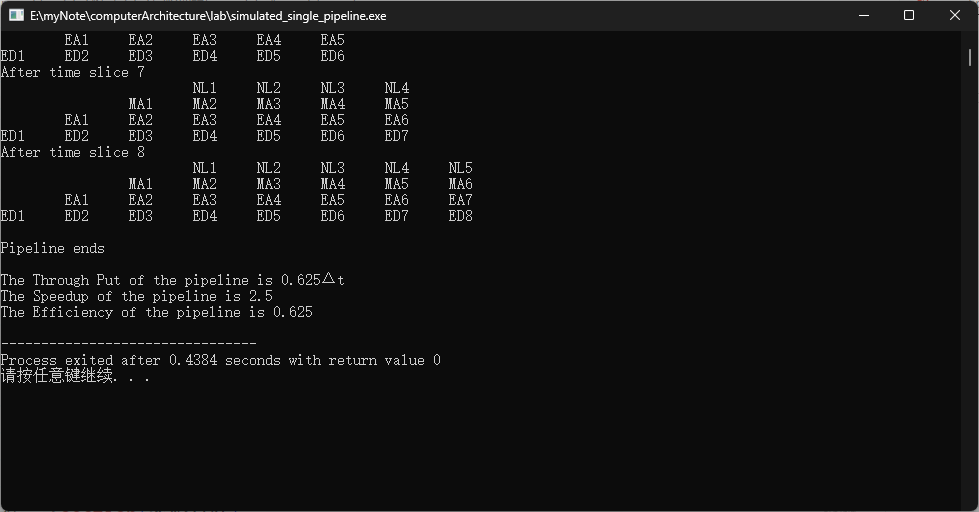 E:\myNote\computerArchitecture\lab\simulated_single_pipeline.exe
EA1 EA2 EA3 EA4 EA5
ED1 ED2 ED3 ED4 ED5 ED6
After time slice 7
NL1 NL2 NL3 NL4
MA1 MA2 MA3 MA4 MA5
EA1 EA2 EA3 EA4 EA5 EA6
ED1 ED2 ED3 ED4 ED5 ED6 ED7
After time slice 8
NL1 NL2 NL3 NL4 NL5
MA1 MA2 MA3 MA4 MA5 MA6
EA1 EA2 EA3 EA4 EA5 EA6 EA7
ED1 ED2 ED3 ED4 ED5 ED6 ED7 ED8
Pipeline ends
The Through Put of the pipeline is 0.625△t
The Speedup of the pipeline is 2.5
The Efficiency of the pipeline is 0.625
--------------------------------
Process exited after 0.4384 seconds with return value 0
请按任意键继续. . .